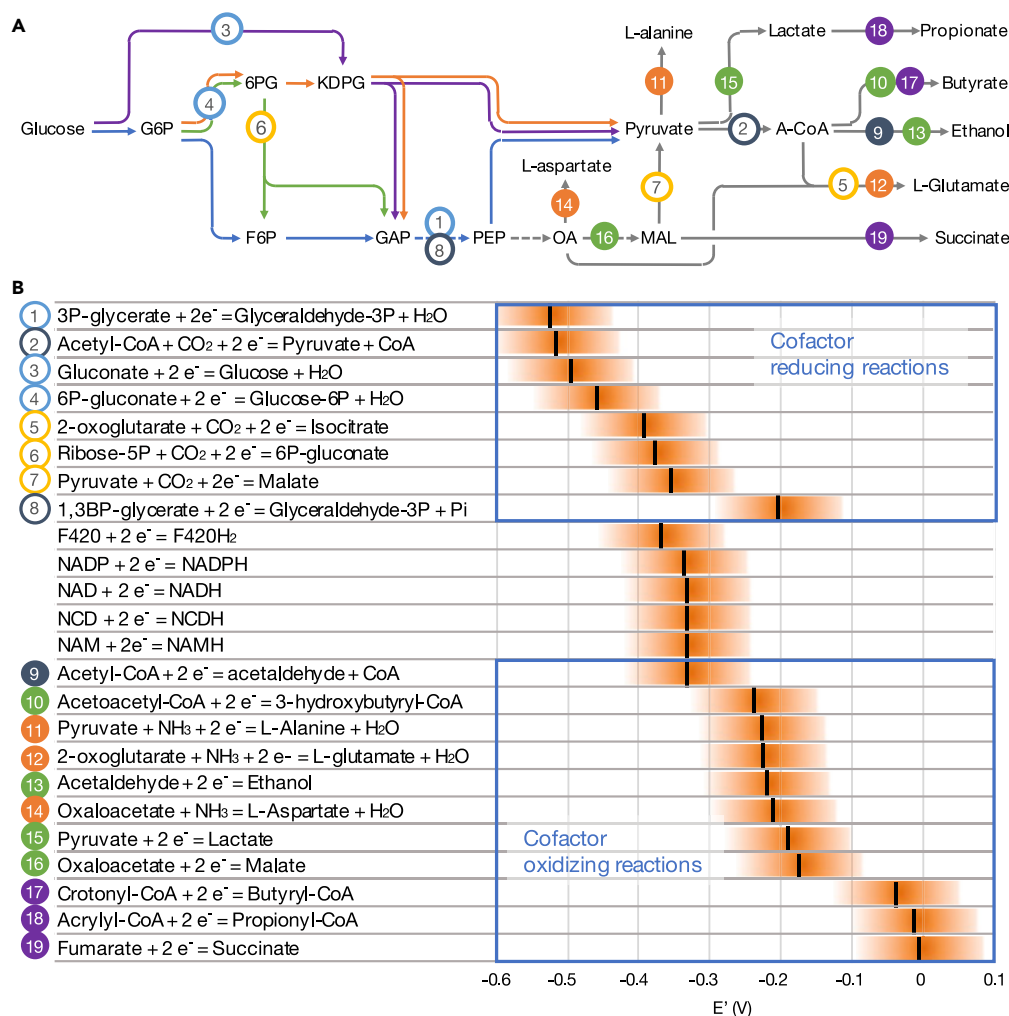 A
L-alanine
Lactate
18
Propionate
3
6PG
KDPG
11
15
10
17
Butyrate
4
Glucose
G6P
6
Pyruvate
2
A-CoA
9
13
Ethanol
L-aspartate
7
5
12
L-Glutamate
14
1
F6P
GAP
PEP
OA
16
MAL
19
Succinate
8
B
1 3P-glycerate + 2e- = Glyceraldehyde-3P + H2O
2 Acetyl-CoA + CO2 + 2 e- = Pyruvate + CoA
3 Gluconate + 2 e- = Glucose + H2O
4 6P-gluconate + 2 e- = Glucose-6P + H2O
5 2-oxoglutarate + CO2 + 2 e- = Isocitrate
6 Ribose-5P + CO2 + 2 e- = 6P-gluconate
7 Pyruvate + CO2 + 2e- = Malate
8 1,3BP-glycerate + 2 e- = Glyceraldehyde-3P + Pi
Cofactor
reducing reactions
F420 + 2 e- = F420H2
NADP + 2 e- = NADPH
NAD + 2 e- = NADH
NCD + 2 e- = NCDH
NAM + 2e- = NAMH
9 Acetyl-CoA + 2 e- = acetaldehyde + CoA
10 Acetoacetyl-CoA + 2 e- = 3-hydroxybutyryl-CoA
11 Pyruvate + NH3 + 2 e- = L-Alanine + H2O
12 2-oxoglutarate + NH3 + 2 e- = L-glutamate + H2O
13 Acetaldehyde + 2 e- = Ethanol
14 Oxaloacetate + NH3 = L-Aspartate + H2O
15 Pyruvate + 2 e- = Lactate
16 Oxaloacetate + 2 e- = Malate
17 Crotonyl-CoA + 2 e- = Butyryl-CoA
18 Acrylyl-CoA + 2 e- = Propionyl-CoA
19 Fumarate + 2 e- = Succinate
Cofactor
oxidizing reactions
-0.6 -0.5 -0.4 -0.3 -0.2 -0.1 0 0.1
E' (V)